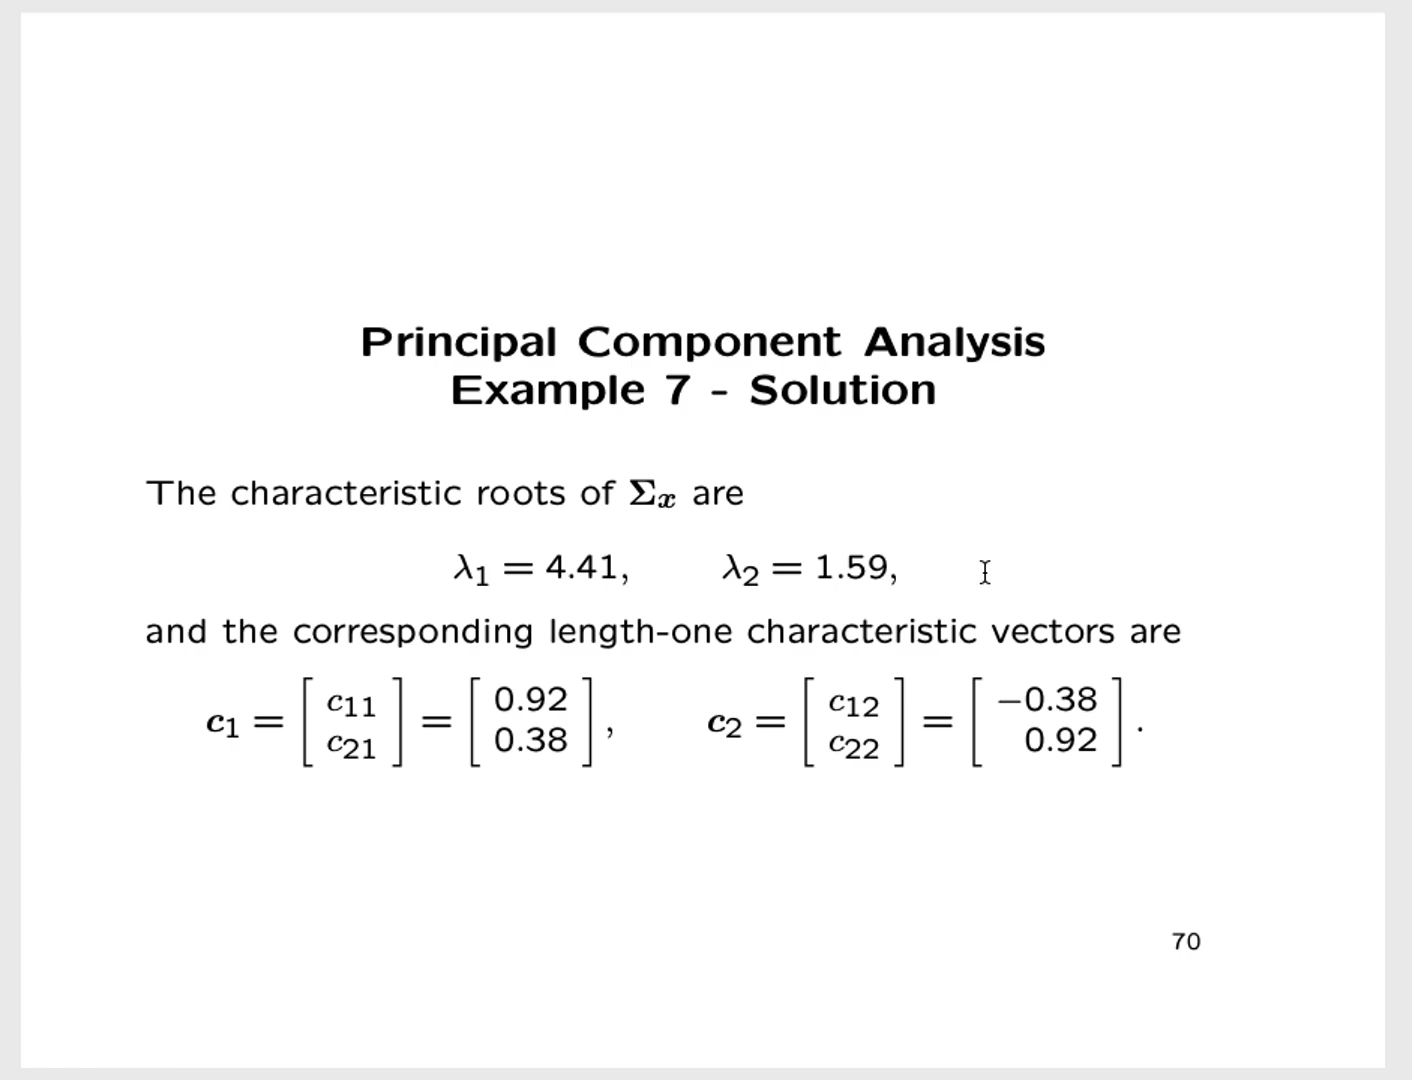 Principal Component Analysis
Example 7 - Solution
The characteristic roots of Σx are
λ1 = 4.41, λ2 = 1.59,
and the corresponding length-one characteristic vectors are
c1 = [ c11 c21 ] = [ 0.92 0.38 ], c2 = [ c12 c22 ] = [ −0.38 0.92 ].
70